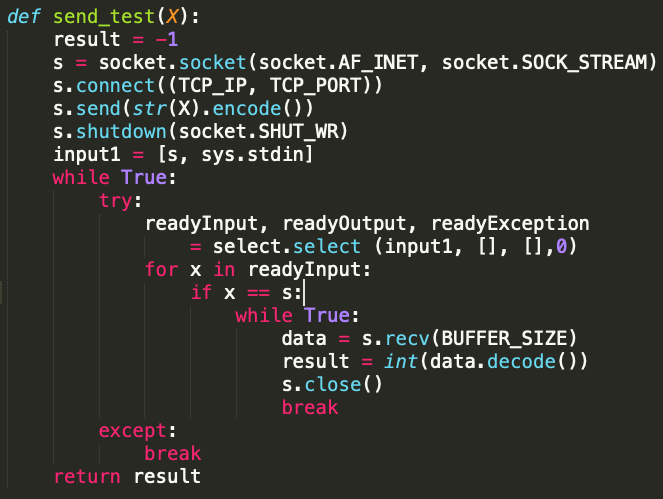 def send_test(X):
    result = -1
    s = socket.socket(socket.AF_INET, socket.SOCK_STREAM)
    s.connect((TCP_IP, TCP_PORT))
    s.send(str(X).encode())
    s.shutdown(socket.SHUT_WR)
    input1 = [s, sys.stdin]
    while True:
        try:
            readyInput, readyOutput, readyException
                = select.select (input1, [], [],0)
            for x in readyInput:
                if x == s:
                    while True:
                        data = s.recv(BUFFER_SIZE)
                        result = int(data.decode())
                        s.close()
                        break
        except:
            break
    return result